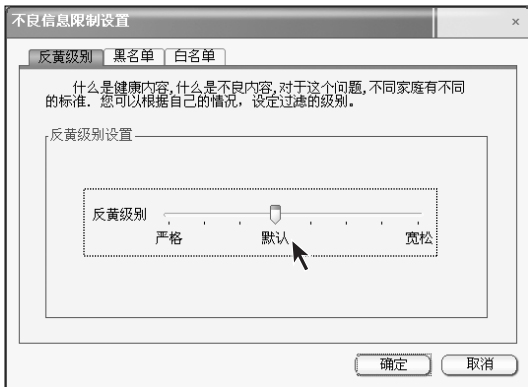 不良信息限制设置
反黄级别 黑名单 白名单
什么是健康内容,什么是不良内容,对于这个问题,不同家庭有不同
的标准. 您可以根据自己的情况，设定过滤的级别。
反黄级别设置
反黄级别
严格 默认 宽松
确定 取消